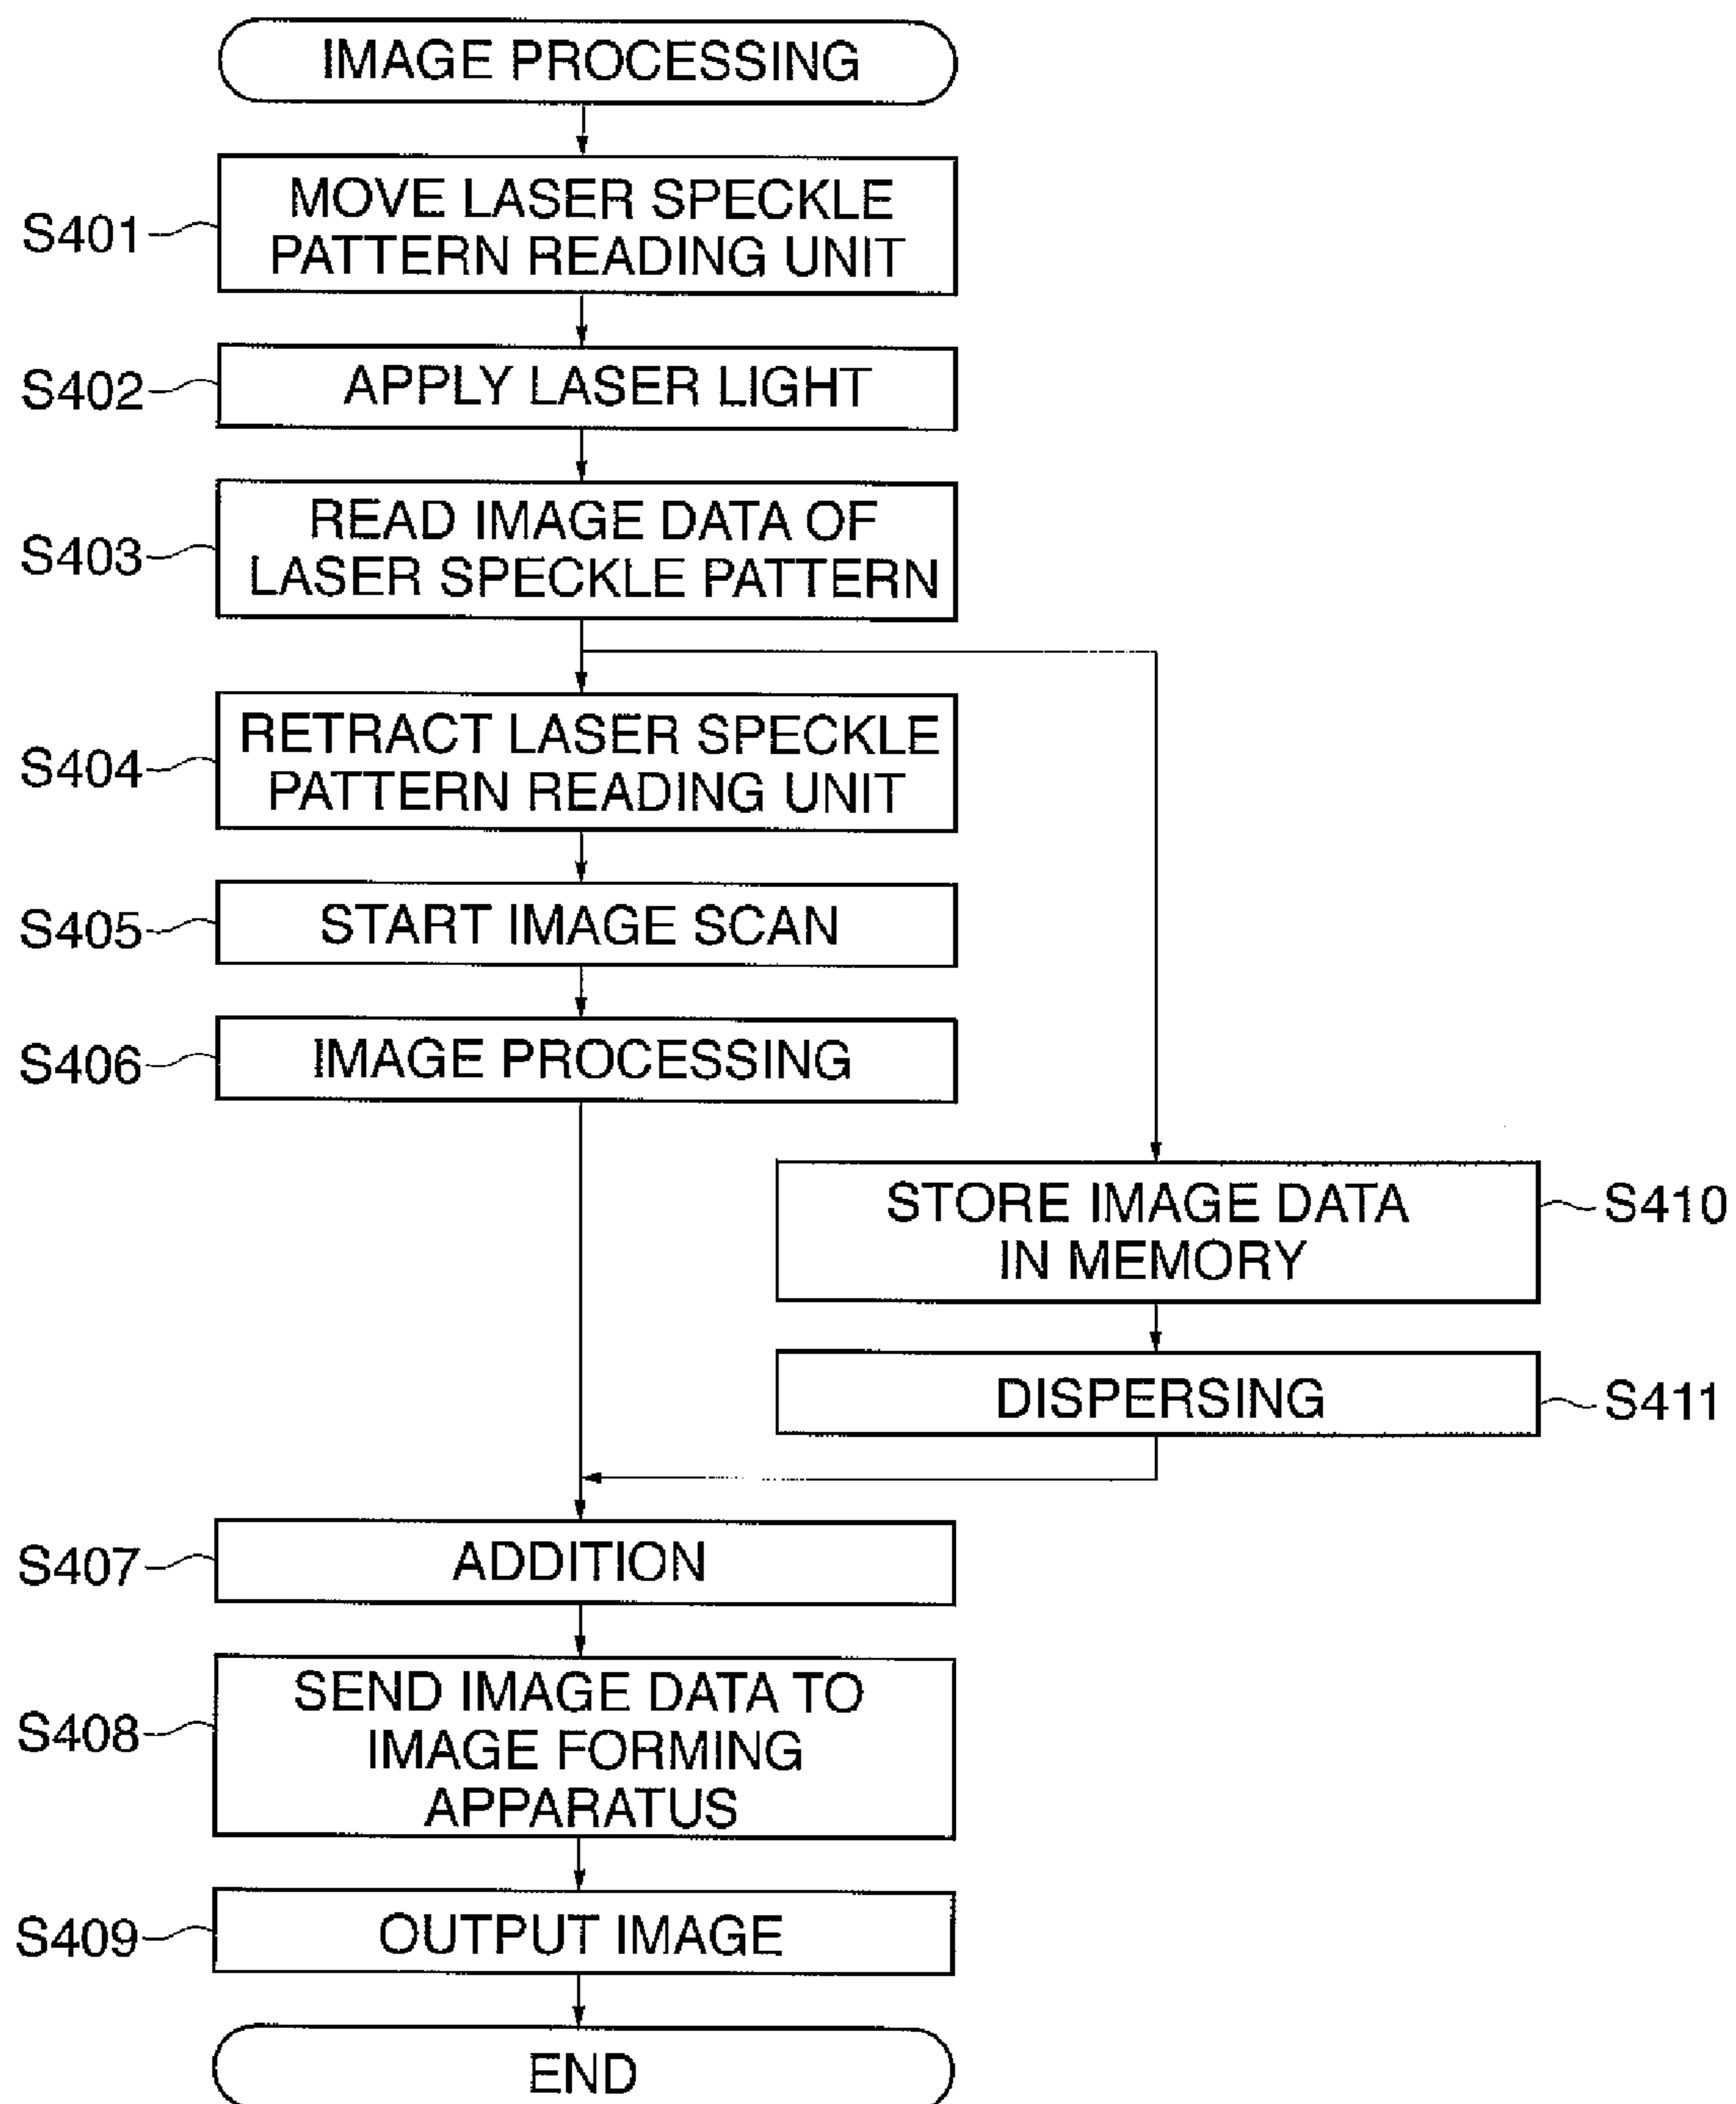 IMAGE PROCESSING
S401
MOVE LASER SPECKLE
PATTERN READING UNIT
S402
APPLY LASER LIGHT
S403
READ IMAGE DATA OF
LASER SPECKLE PATTERN
S404
RETRACT LASER SPECKLE
PATTERN READING UNIT
S405
START IMAGE SCAN
S406
IMAGE PROCESSING
STORE IMAGE DATA
IN MEMORY
S410
DISPERSING
S411
S407
ADDITION
S408
SEND IMAGE DATA TO
IMAGE FORMING
APPARATUS
S409
OUTPUT IMAGE
END